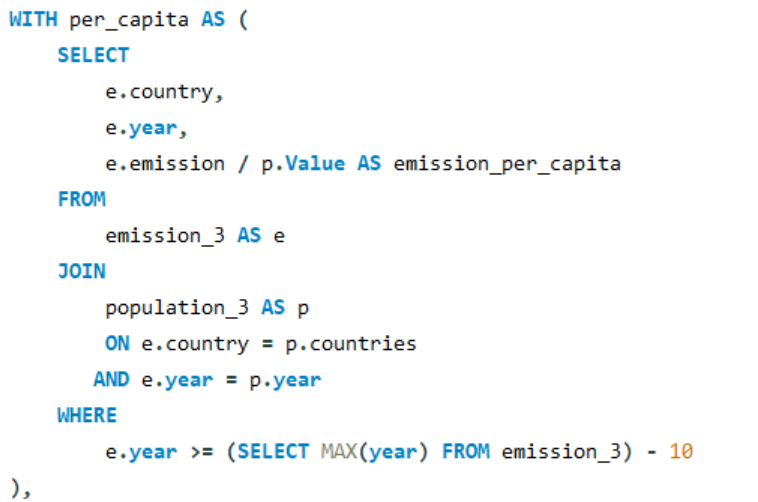 WITH per_capita AS (
SELECT
e.country,
e.year,
e.emission / p.Value AS emission_per_capita
FROM
emission_3 AS e
JOIN
population_3 AS p
ON e.country = p.countries
AND e.year = p.year
WHERE
e.year >= (SELECT MAX(year) FROM emission_3) - 10
),